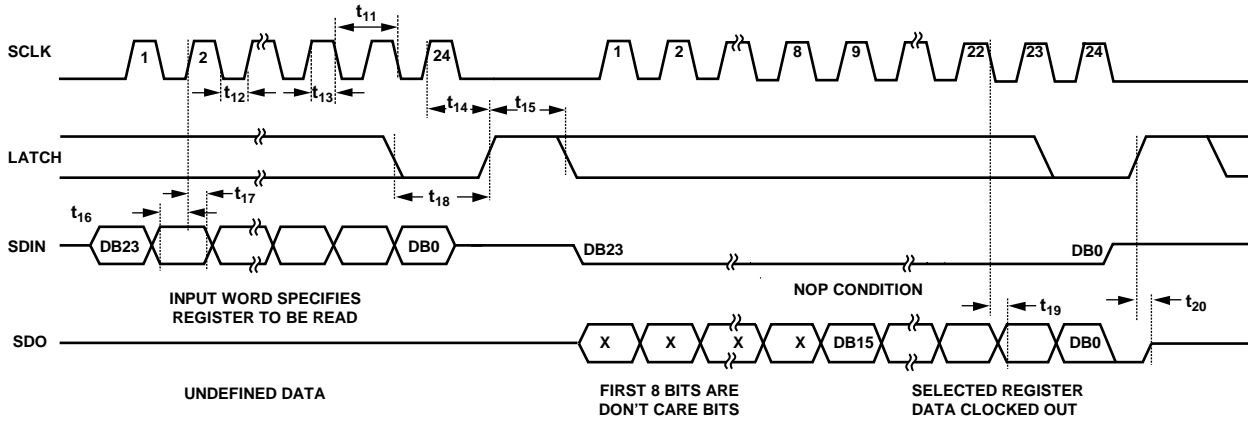 t11
SCLK
1
2
24
1
2
8
9
22
23
24
t12
t13
t14
t15
LATCH
t16
t17
t18
SDIN
DB23
DB0
DB23
DB0
INPUT WORD SPECIFIES
REGISTER TO BE READ
NOP CONDITION
t19
t20
SDO
X
X
X
X
DB15
DB0
UNDEFINED DATA
FIRST 8 BITS ARE
DON'T CARE BITS
SELECTED REGISTER
DATA CLOCKED OUT